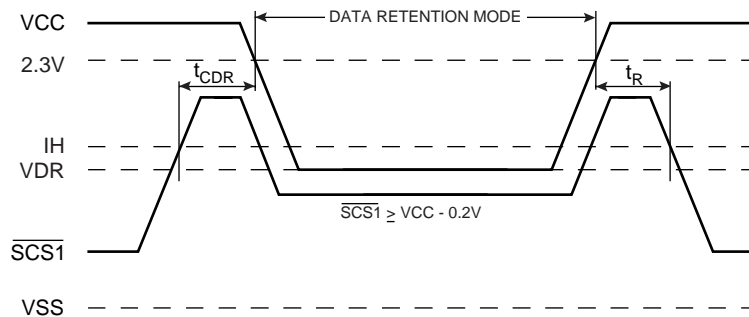 VCC
DATA RETENTION MODE
2.3V
tCDR
tR
IH
VDR
SCS1 ≥ VCC - 0.2V
SCS1
VSS